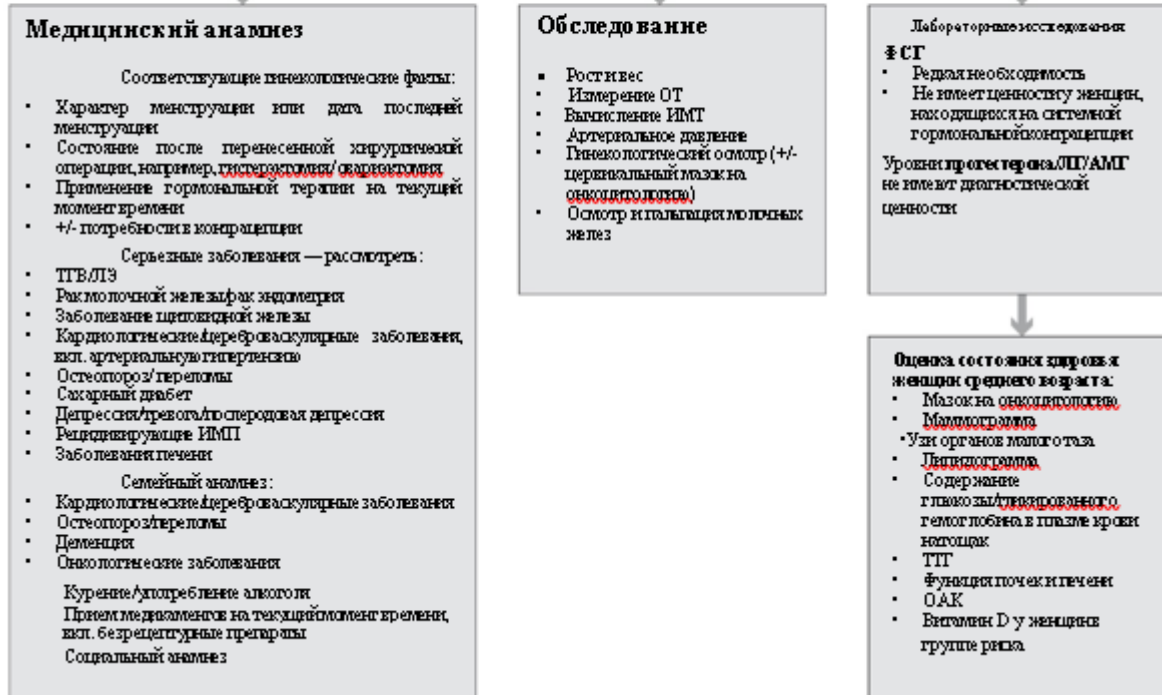 Медицинский анамнез
Соответствующие гинекологические факты:
• Характер менструации или дата последней
менструации
• Состояние после перенесенной хирургической
операции, например, гистерэктомия/овариэктомия
• Применение гормональной терапии на текущий
момент времени
• +/- потребности в контрацепции
Серьезные заболевания — рассмотреть:
• ТГВ/ЛЭ
• Рак молочной железы/рак эндометрия
• Заболевание щитовидной железы
• Кардиологические/цереброваскулярные заболевания,
вкл. артериальную гипертензию
• Остеопороз/переломы
• Сахарный диабет
• Депрессия/тревога/послеродовая депрессия
• Рецидивирующие ИМП
• Заболевания печени
Семейный анамнез:
• Кардиологические/цереброваскулярные заболевания
• Остеопороз/переломы
• Деменция
• Онкологические заболевания
Курение/употребление алкоголя
Прием медикаментов на текущий момент времени,
вкл. безрецептурные препараты
Социальный анамнез
Обследование
• Рост и вес
• Измерение ОТ
• Вычисление ИМТ
• Артериальное давление
• Гинекологический осмотр (+/-
цервикальный мазок на
онкоцитологию)
• Осмотр и пальпация молочных
желез
Лабораторные исследования
ФСГ
• Редкая необходимость
• Не имеет ценности у женщин,
находящихся на системной
гормональной контрацепции
Уровни прогестерона/ЛГ/АМГ
не имеют диагностической
ценности
Оценка состояния здоровья
женщин среднего возраста:
• Мазок на онкоцитологию
• Маммограмма
• Узи органов малого таза
• Липидограмма
• Содержание
глюкозы/гликированного
гемоглобина в плазме крови
натощак
• ТТГ
• Функция почек и печени
• ОАК
• Витамин D у женщин в
группе риска